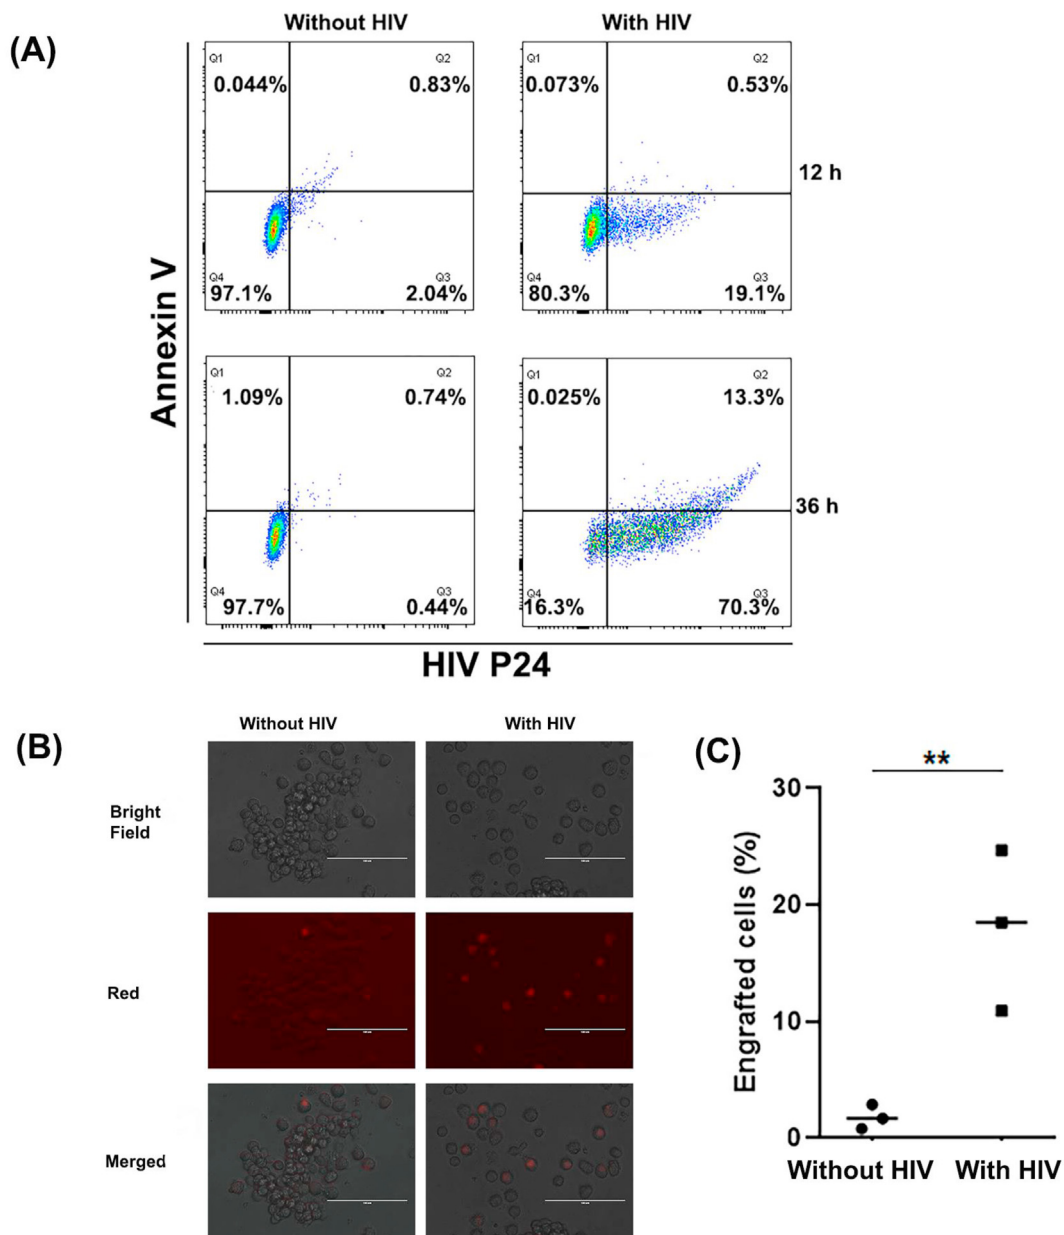 (A)
Without HIV
With HIV
Q1
Q2
0.044%
0.83%
Q4
Q3
97.1%
2.04%
Q1
Q2
0.073%
0.53%
Q4
Q3
80.3%
19.1%
12 h
Q1
Q2
1.09%
0.74%
Q4
Q3
97.7%
0.44%
Q1
Q2
0.025%
13.3%
Q4
Q3
16.3%
70.3%
36 h
Annexin V
HIV P24
(B)
Without HIV
With HIV
Bright
Field
Red
Merged
(C)
**
Engrafted cells (%)
30
20
10
0
Without HIV
With HIV